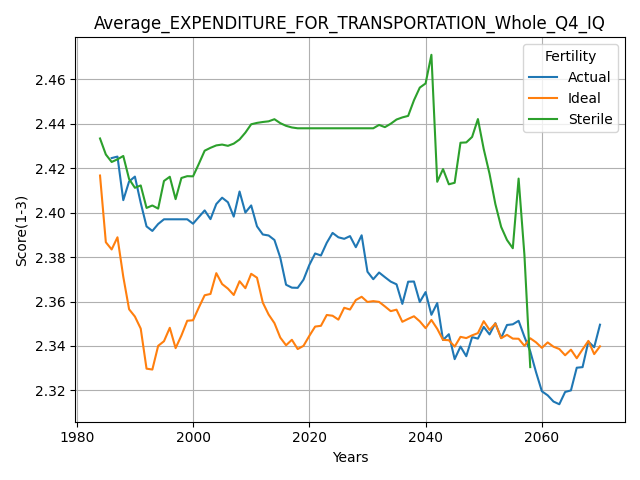 Average_EXPENDITURE_FOR_TRANSPORTATION_Whole_Q4_IQ
Score(1-3)
2.46
2.44
2.42
2.40
2.38
2.36
2.34
2.32
Fertility
Actual
Ideal
Sterile
1980
2000
2020
2040
2060
Years